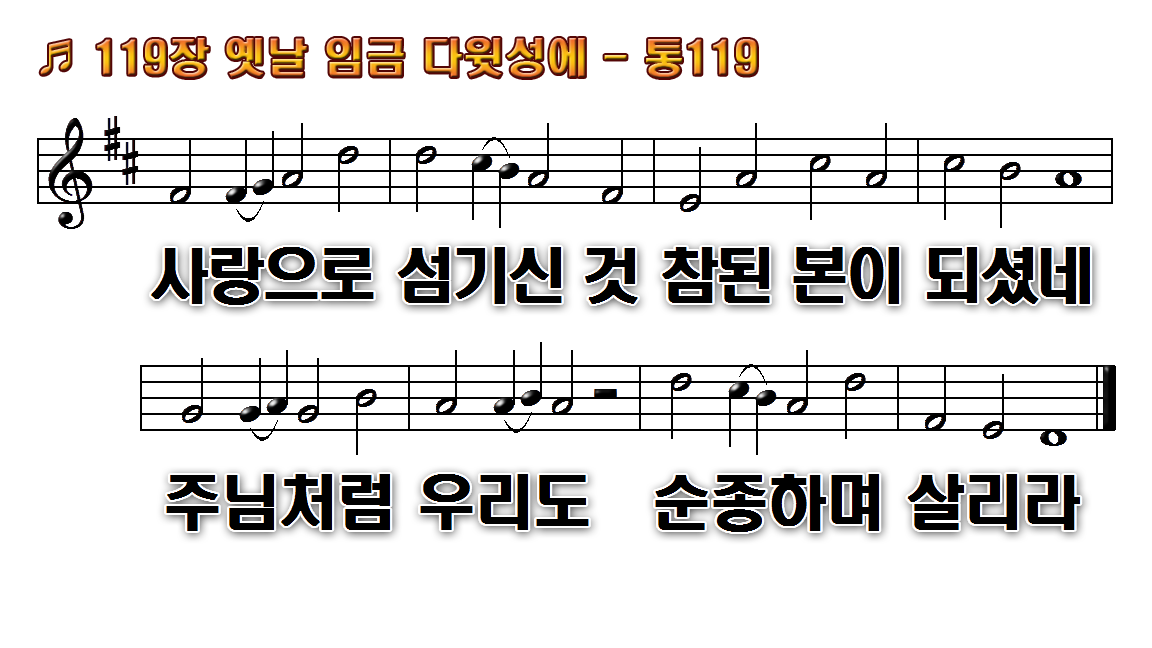 ♬ 119장 옛날 임금 다윗성에 - 통119
사랑으로 섬기신 것 참된 본이 되셨네
주님처럼 우리도 순종하며 살리라